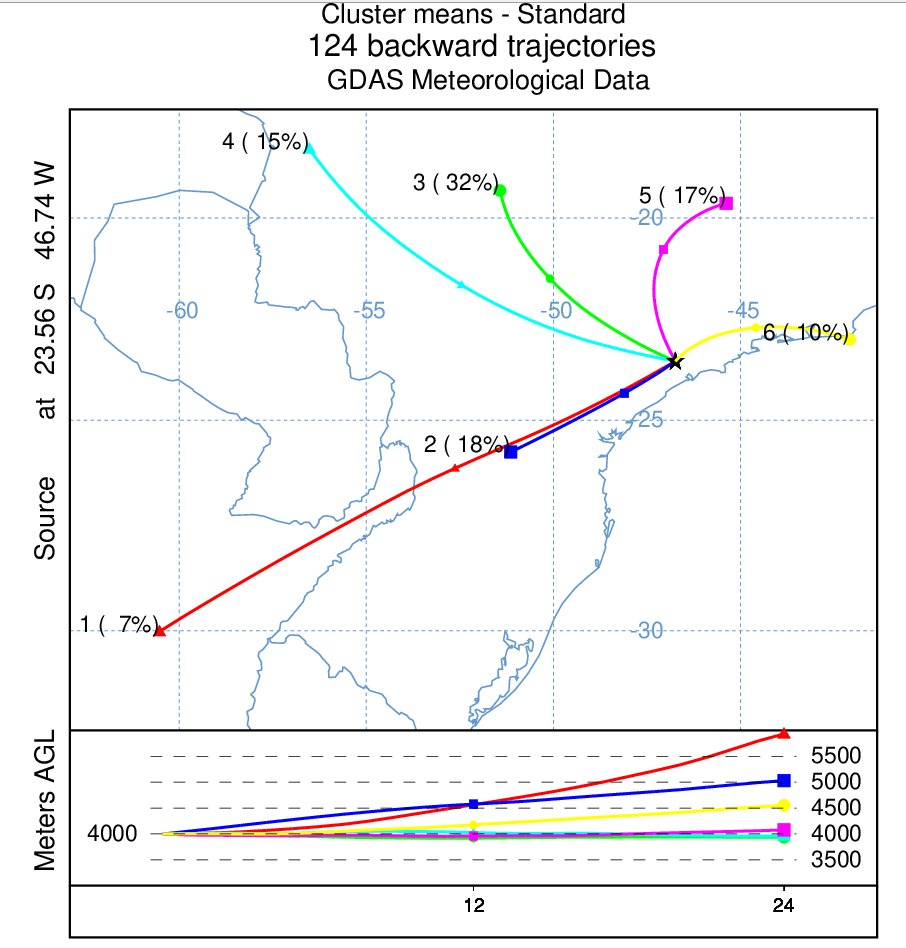 Cluster means - Standard
124 backward trajectories
GDAS Meteorological Data
Source at 23.56 S 46.74 W
4 ( 15%)
3 ( 32%)
5 ( 17%)
-20
-60
-55
-50
-45
6 ( 10%)
-25
2 ( 18%)
1 ( 7%)
-30
Meters AGL
5500
5000
4500
4000
4000
3500
12
24